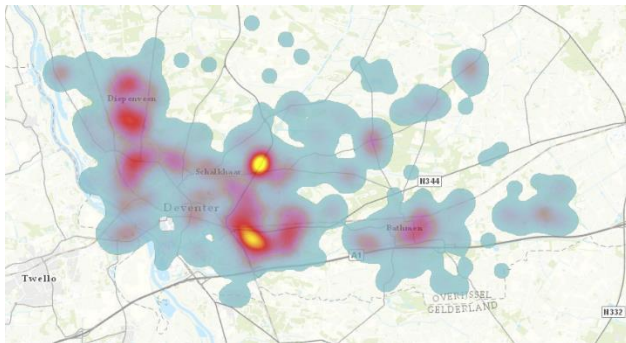 Diepenveen
Schalkhaar
N344
Deventer
Bathmen
A1
Twello
OVERIJSSEL
GELDERLAND
N332